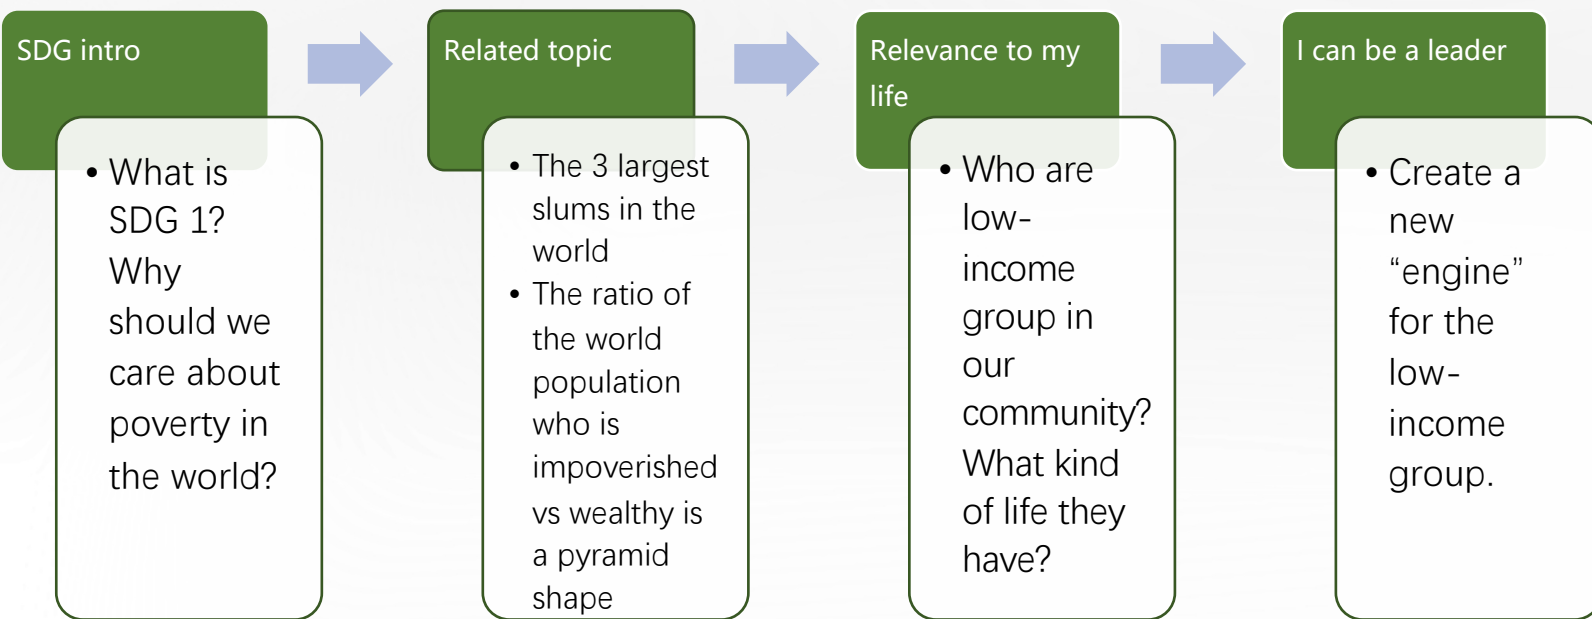 SDG intro
• What is
SDG 1?
Why
should we
care about
poverty in
the world?
Related topic
• The 3 largest
slums in the
world
• The ratio of
the world
population
who is
impoverished
vs wealthy is
a pyramid
shape
Relevance to my
life
• Who are
low-
income
group in
our
community?
What kind
of life they
have?
I can be a leader
• Create a
new
“engine”
for the
low-
income
group.